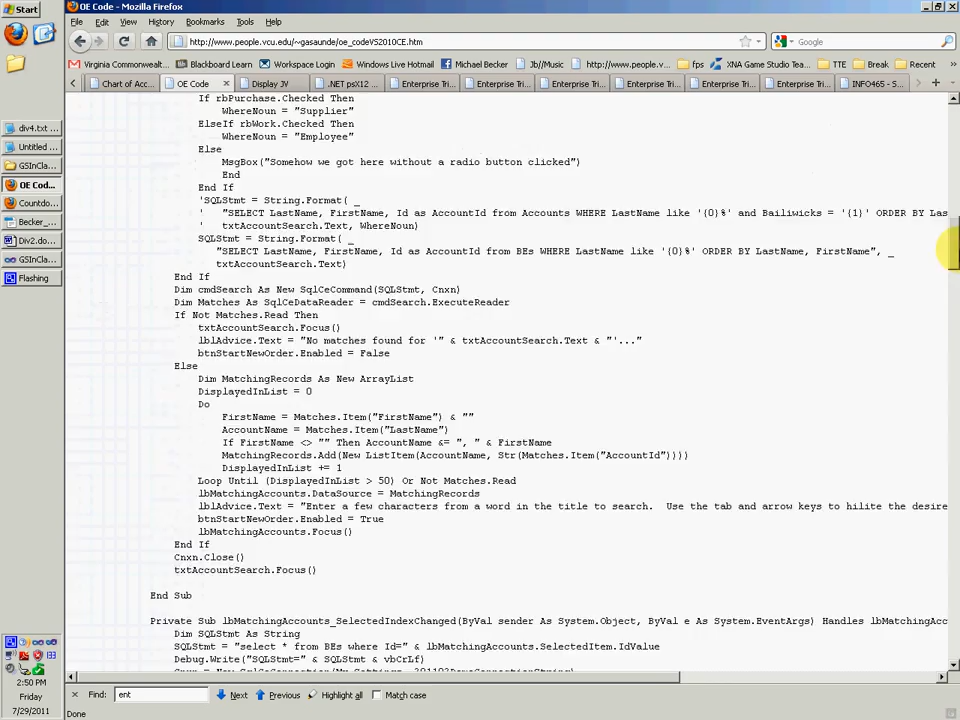 Start
OE Code - Mozilla Firefox
File Edit View History Bookmarks Tools Help
http://www.people.vcu.edu/~gasaunde/oe_codeVS2010CE.htm
Google
Virginia Commonwealt... Blackboard Learn Workspace Login Windows Live Hotmail Michael Becker Jb//Music http://www.people.v... fps XNA Game Studio Tea... TTE Break Recent
Chart of Acc... OE Code Display JV .NET psX12 ... Enterprise Tri... Enterprise Tri... Enterprise Tri... Enterprise Tri... Enterprise Tri... Enterprise Tri... INFO465 - S...
If rbPurchase.Checked Then
WhereNoun = "Supplier"
ElseIf rbWork.Checked Then
WhereNoun = "Employee"
Else
MsgBox("Somehow we got here without a radio button clicked")
End
End If
'SQLStmt = String.Format( _
' "SELECT LastName, FirstName, Id as AccountId from Accounts WHERE LastName like '{0}%' and Bailiwicks = '{1}' ORDER BY Las
' txtAccountSearch.Text, WhereNoun)
SQLStmt = String.Format( _
"SELECT LastName, FirstName, Id as AccountId from BEs WHERE LastName like '{0}%' ORDER BY LastName, FirstName", _
txtAccountSearch.Text)
End If
Dim cmdSearch As New SqlCeCommand(SQLStmt, Cnxn)
Dim Matches As SqlCeDataReader = cmdSearch.ExecuteReader
If Not Matches.Read Then
txtAccountSearch.Focus()
lblAdvice.Text = "No matches found for '" & txtAccountSearch.Text & "'..."
btnStartNewOrder.Enabled = False
Else
Dim MatchingRecords As New ArrayList
DisplayedInList = 0
Do
FirstName = Matches.Item("FirstName") & ""
AccountName = Matches.Item("LastName")
If FirstName <> "" Then AccountName &= ", " & FirstName
MatchingRecords.Add(New ListItem(AccountName, Str(Matches.Item("AccountId"))))
DisplayedInList += 1
Loop Until (DisplayedInList > 50) Or Not Matches.Read
lbMatchingAccounts.DataSource = MatchingRecords
lblAdvice.Text = "Enter a few characters from a word in the title to search.  Use the tab and arrow keys to hilite the desire
btnStartNewOrder.Enabled = True
lbMatchingAccounts.Focus()
End If
Cnxn.Close()
txtAccountSearch.Focus()
End Sub
Private Sub lbMatchingAccounts_SelectedIndexChanged(ByVal sender As System.Object, ByVal e As System.EventArgs) Handles lbMatchingAcc
Dim SQLStmt As String
SQLStmt = "select * from BEs where Id=" & lbMatchingAccounts.SelectedItem.IdValue
Debug.Write("SQLStmt=" & SQLStmt & vbCrLf)
Find: ent Next Previous Highlight all Match case
Done
div4.txt ...
Untitled ...
GSInCla...
OE Cod...
Countdo...
Becker_...
Div2.do...
GSInCla...
Flashing
2:50 PM
Friday
7/29/2011